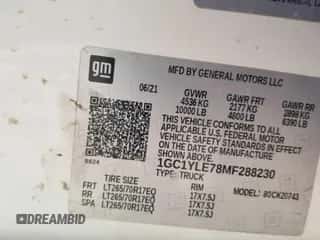 gm
MFD BY GENERAL MOTORS LLC
06/21
GVWR GAWR FRT GAWR RR
4536 KG 2177 KG 2898 KG
10000 LB 4800 LB 6390 LB
THIS VEHICLE CONFORMS TO ALL
APPLICABLE U.S. FEDERAL MOTOR
VEHICLE SAFETY STANDARDS IN EFFECT
ON THE DATE OF MANUFACTURE
SHOWN ABOVE.
1GC1YLE78MF288230
TYPE: TRUCK
TIRE SIZE RIM MODEL:
FRT LT265/70R17EQ 17X7.5J
RR LT265/70R17EQ 17X7.5J
SPA LT265/70R17EQ 17X7.5J
DREAMBID